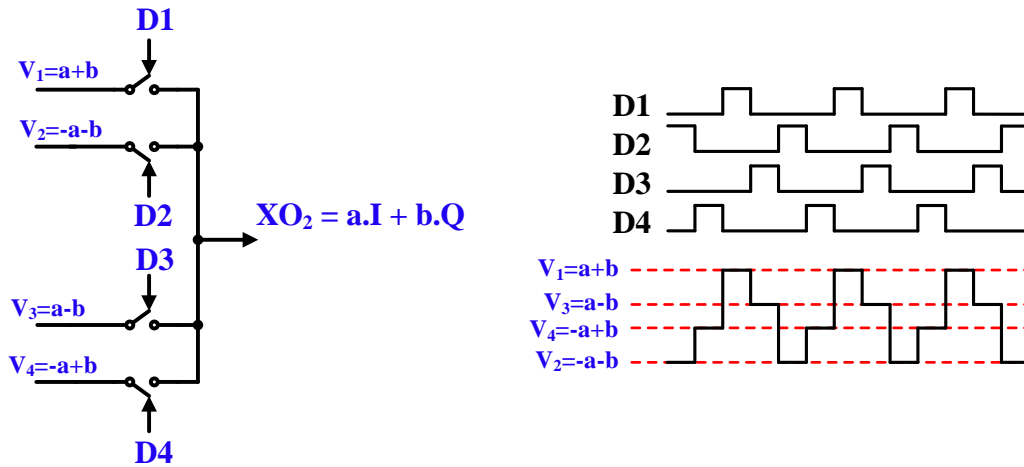 D1
V₁=a+b
V₂=-a-b
D2
XO₂ = a.I + b.Q
D3
V₃=a-b
V₄=-a+b
D4
D1
D2
D3
D4
V₁=a+b
V₃=a-b
V₄=-a+b
V₂=-a-b